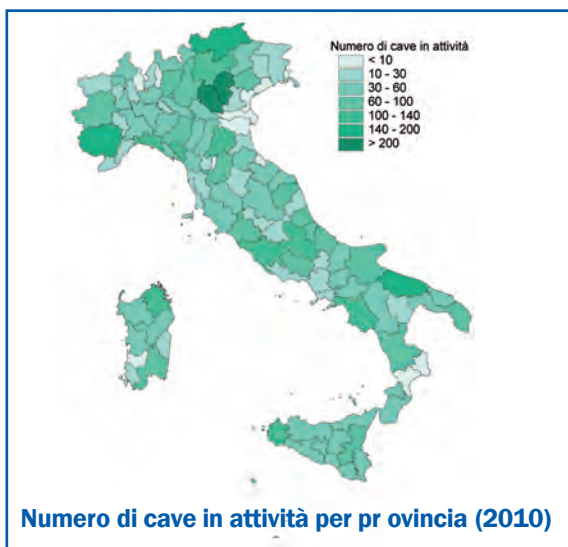 Numero di cave in attività
< 10
10 - 30
30 - 60
60 - 100
100 - 140
140 - 200
> 200
Numero di cave in attività per pr ovincia (2010)